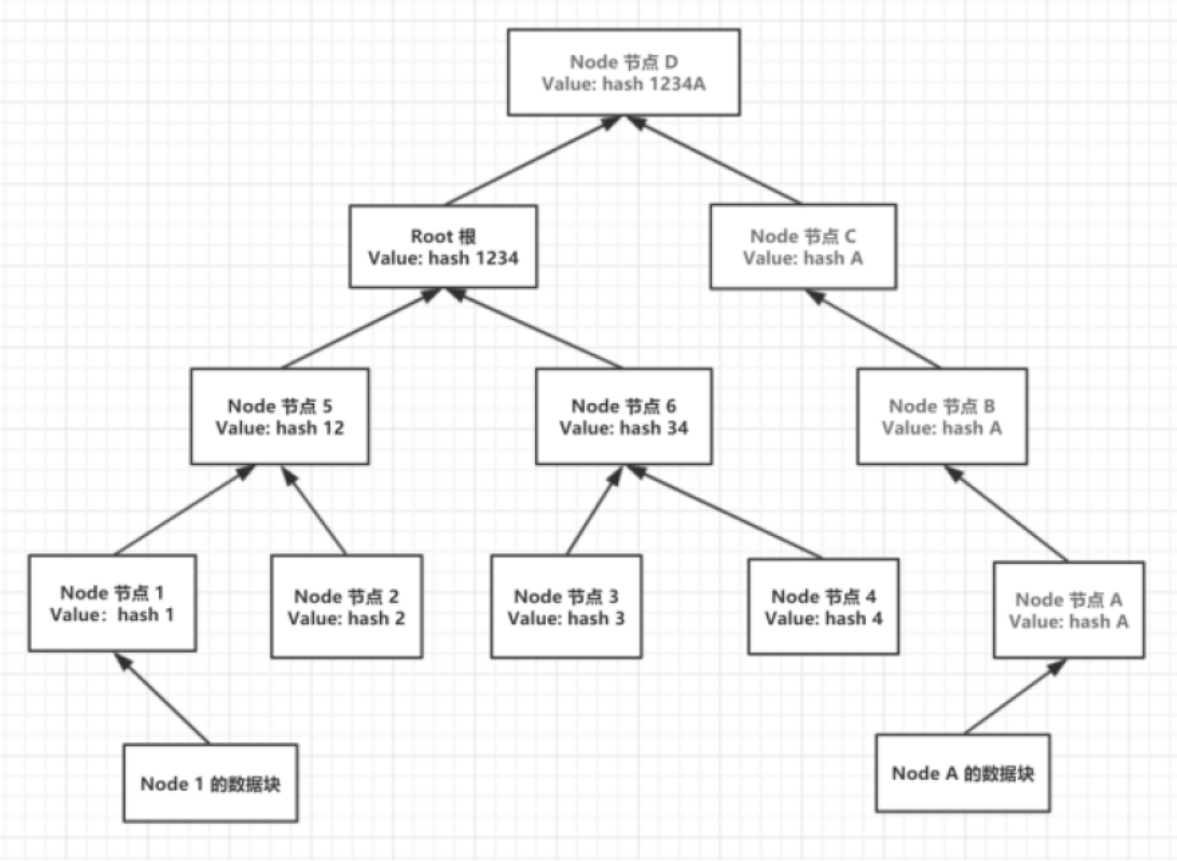 Node 节点 D
Value: hash 1234A
Root 根
Value: hash 1234
Node 节点 C
Value: hash A
Node 节点 5
Value: hash 12
Node 节点 6
Value: hash 34
Node 节点 B
Value: hash A
Node 节点 1
Value：hash 1
Node 节点 2
Value: hash 2
Node 节点 3
Value: hash 3
Node 节点 4
Value: hash 4
Node 节点 A
Value: hash A
Node 1 的数据块
Node A 的数据块